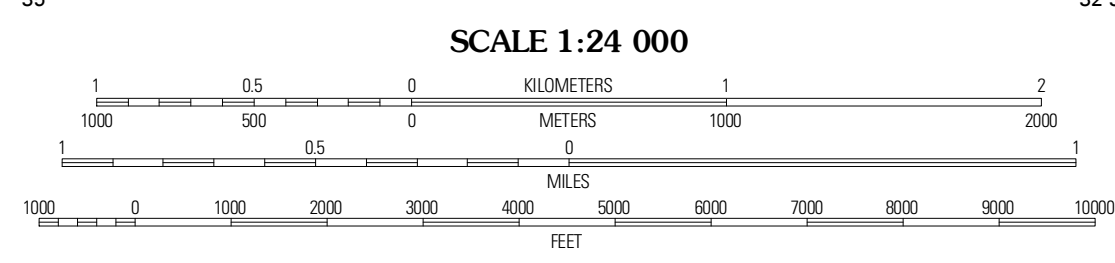 SCALE 1:24 000
1 0.5 0 KILOMETERS 1 2
1000 500 0 METERS 1000 2000
1 0.5 0 1
MILES
1000 0 1000 2000 3000 4000 5000 6000 7000 8000 9000 10000
FEET